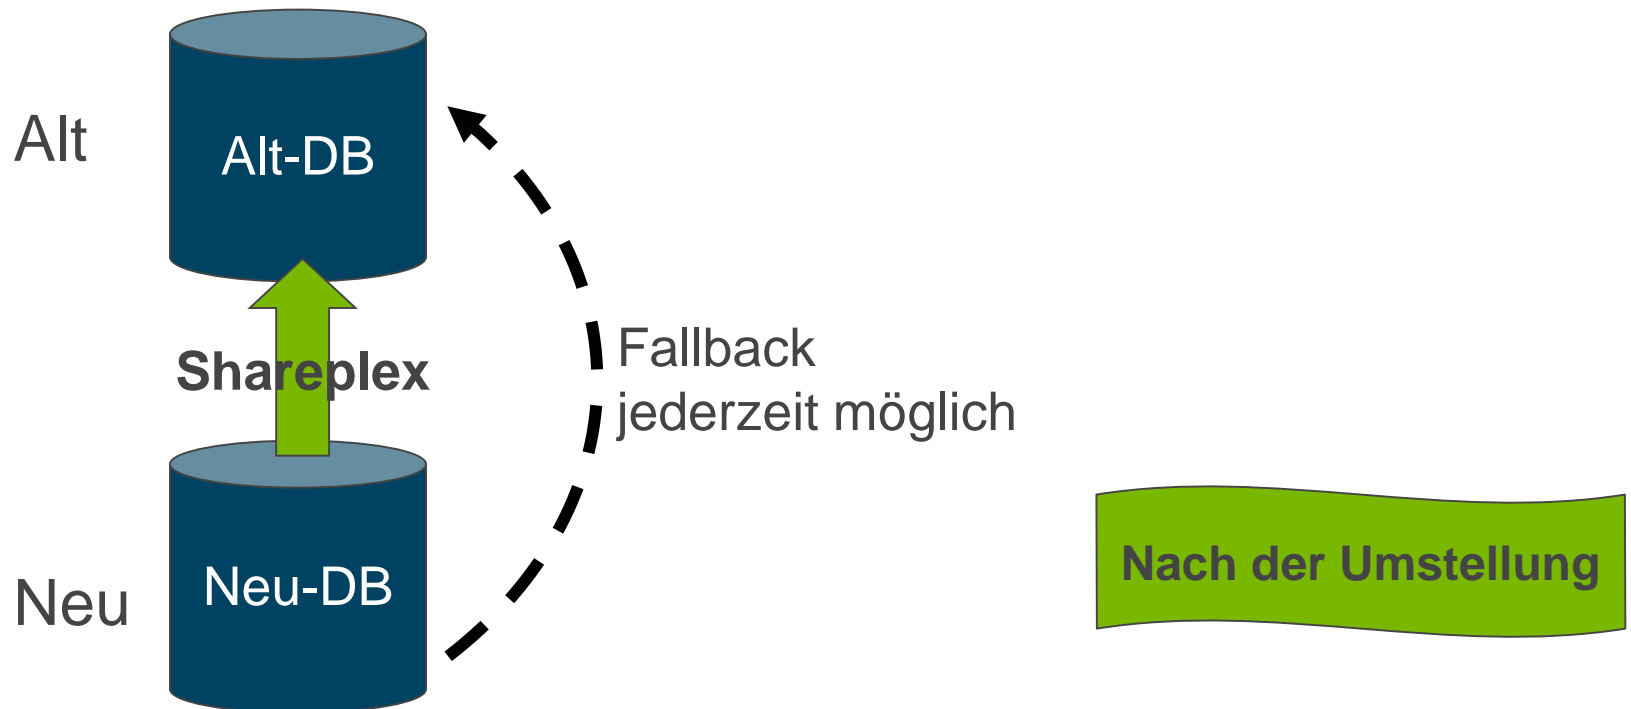 Alt
Alt-DB
Shareplex
Fallback
jederzeit möglich
Nach der Umstellung
Neu
Neu-DB